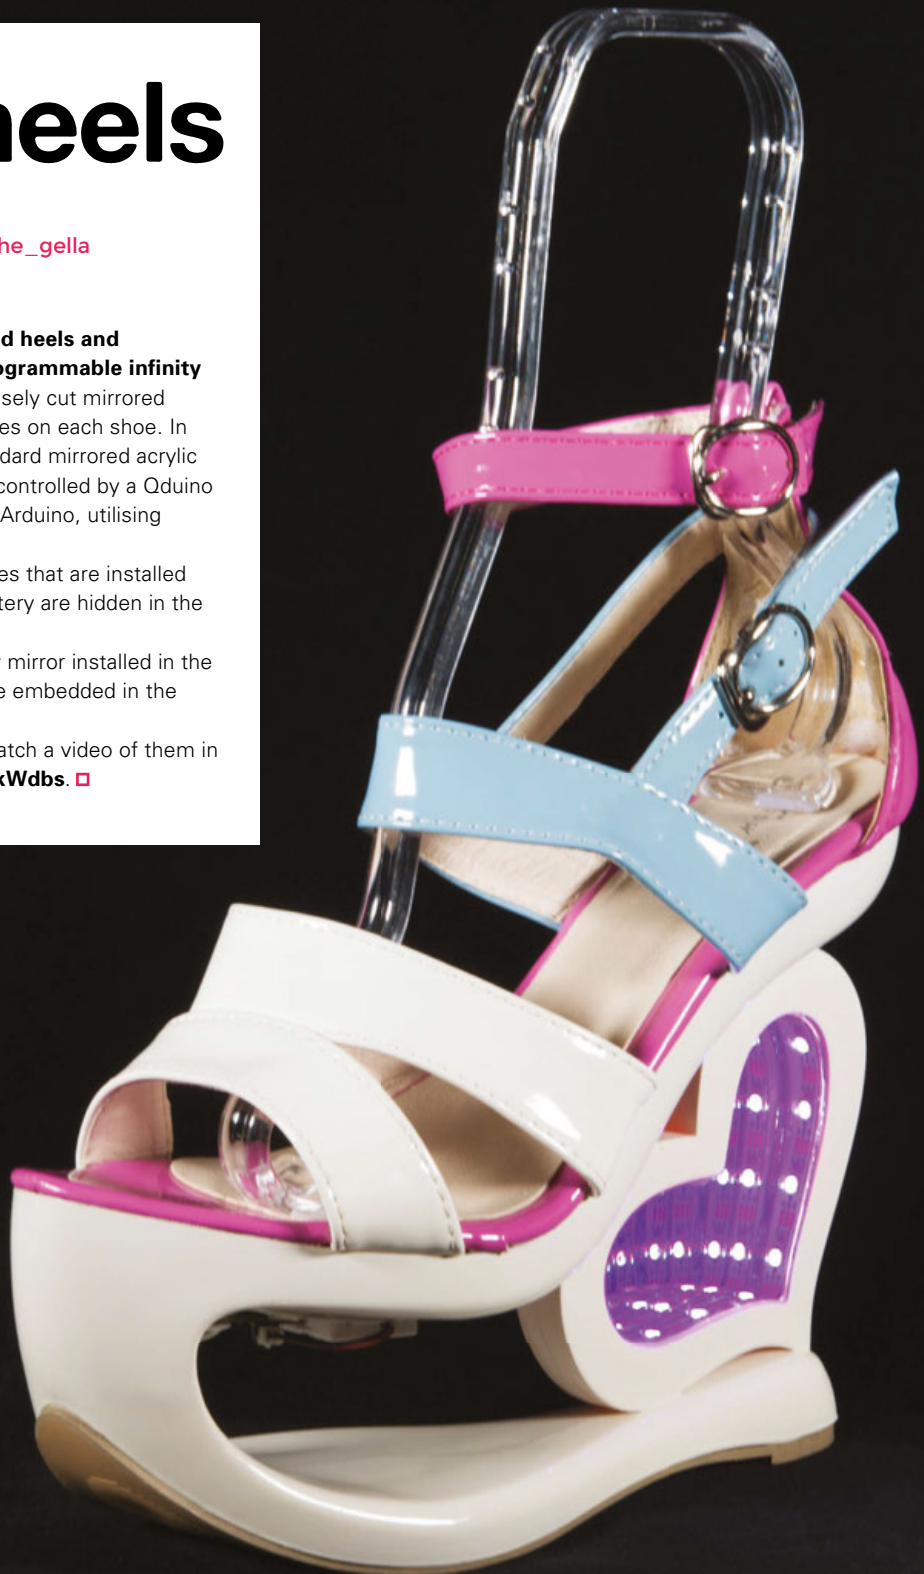 heels
he_gella
d heels and
ogrammable infinity
sely cut mirrored
es on each shoe. In
dard mirrored acrylic
controlled by a Qduino
Arduino, utilising
es that are installed
tery are hidden in the
mirror installed in the
e embedded in the
atch a video of them in
kWdbs.